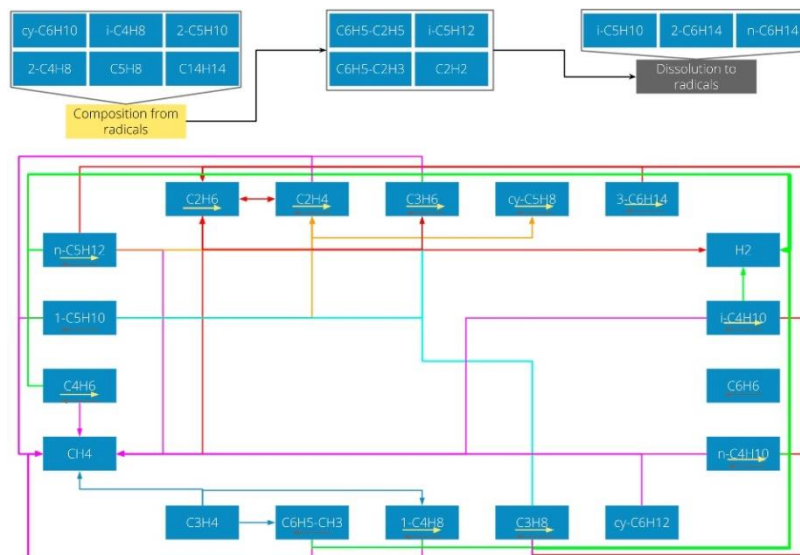 cy-C6H10 i-C4H8 2-C5H10
2-C4H8 C5H8 C14H14
Composition from
radicals
C6H5-C2H5 i-C5H12
C6H5-C2H3 C2H2
i-C5H10 2-C6H14 n-C6H14
Dissolution to
radicals
C2H6 C2H4 C3H6 cy-C5H8 3-C6H14
n-C5H12 H2
1-C5H10 i-C4H10
C4H6 C6H6
CH4 n-C4H10
C3H4 C6H5-CH3 1-C4H8 C3H8 cy-C6H12